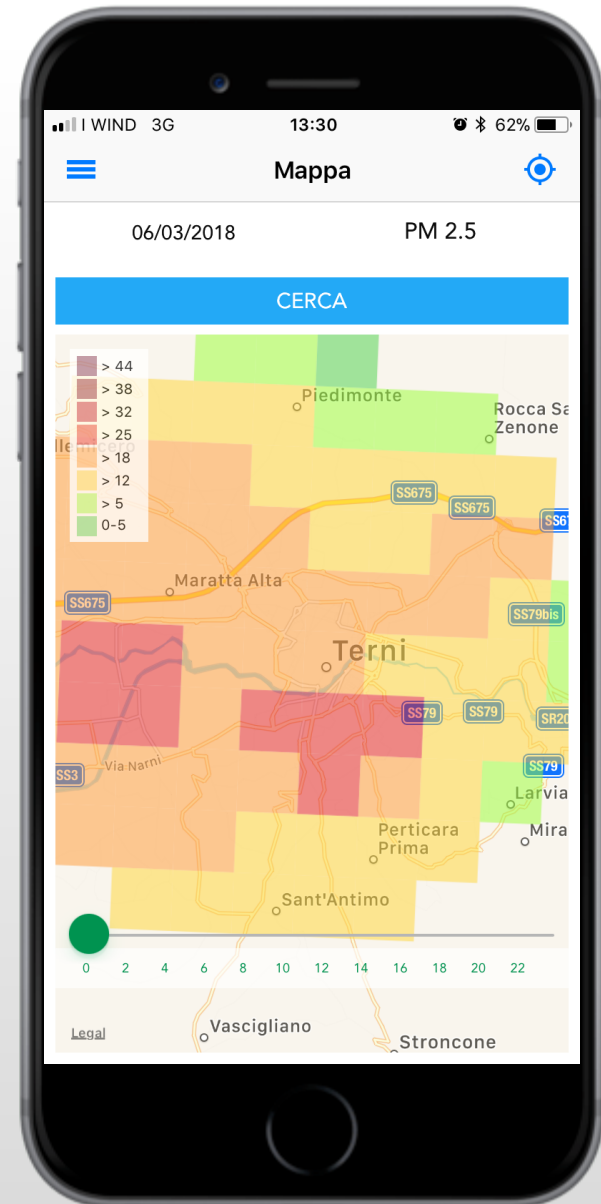 I WIND 3G 13:30 62%
Mappa
06/03/2018 PM 2.5
CERCA
> 44
> 38
> 32
> 25
> 18
> 12
> 5
0-5
Piedimonte
Rocca Sa
Zenone
SS675
SS675
SS67
Maratta Alta
SS675
SS79bis
Terni
SS79
SS79
SR20
Via Narni
SS3
SS79
Larvia
Perticara
Prima
Mira
Sant'Antimo
0 2 4 6 8 10 12 14 16 18 20 22
Vascigliano
Legal
Stroncone